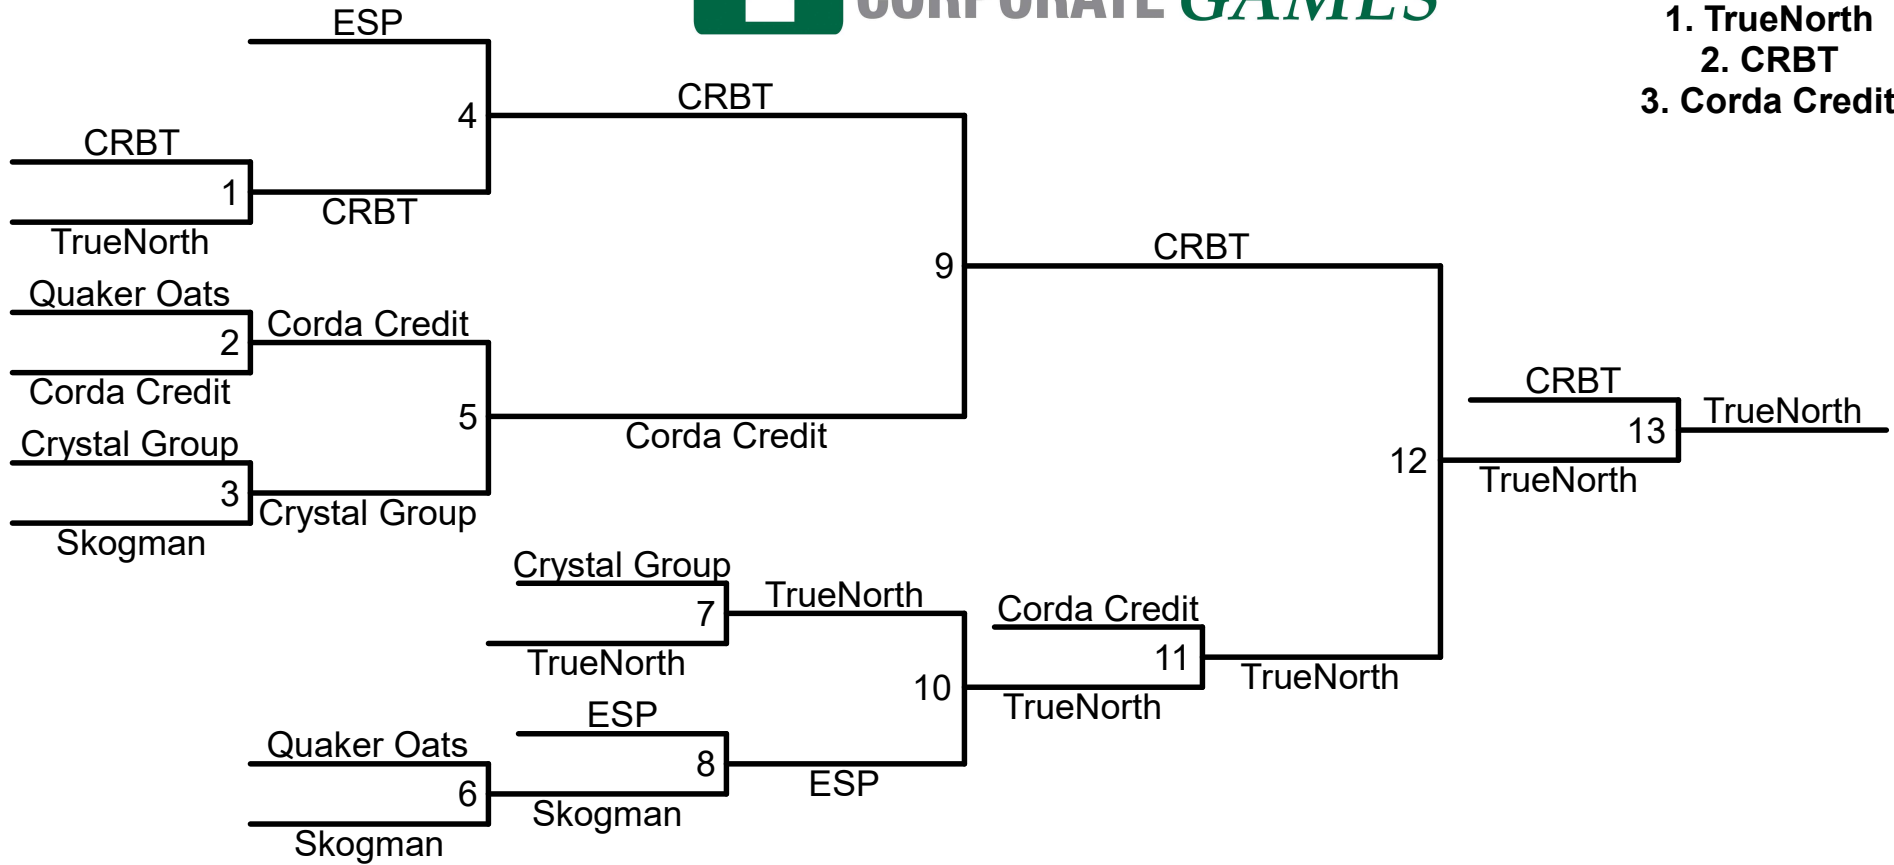 CORPORATE GAMES
1. TrueNorth
2. CRBT
3. Corda Credit
ESP
4
CRBT
CRBT
1
CRBT
TrueNorth
9
CRBT
Quaker Oats
2
Corda Credit
Corda Credit
5
Corda Credit
Crystal Group
3
Crystal Group
Skogman
12
CRBT
13
TrueNorth
TrueNorth
Crystal Group
7
TrueNorth
TrueNorth
10
Corda Credit
11
TrueNorth
TrueNorth
ESP
8
ESP
Quaker Oats
6
Skogman
Skogman